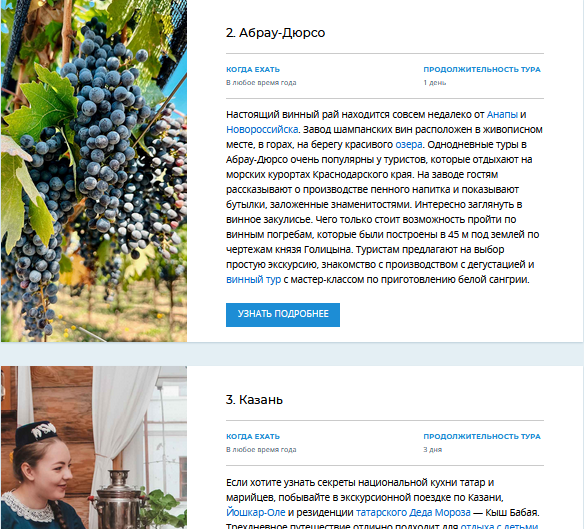 2. Абрау-Дюрсо
КОГДА ЕХАТЬ
ПРОДОЛЖИТЕЛЬНОСТЬ ТУРА
В любое время года
1 день
Настоящий винный рай находится совсем недалеко от Анапы и
Новороссийска. Завод шампанских вин расположен в живописном
месте, в горах, на берегу красивого озера. Однодневные туры в
Абрау-Дюрсо очень популярны у туристов, которые отдыхают на
морских курортах Краснодарского края. На заводе гостям
рассказывают о производстве пенного напитка и показывают
бутылки, заложенные знаменитостями. Интересно заглянуть в
винное закулисье. Чего только стоит возможность пройти по
винным погребам, которые были построены в 45 м под землей по
чертежам князя Голицына. Туристам предлагают на выбор
простую экскурсию, знакомство с производством с дегустацией и
винный тур с мастер-классом по приготовлению белой сангрии.
УЗНАТЬ ПОДРОБНЕЕ
3. Казань
КОГДА ЕХАТЬ
ПРОДОЛЖИТЕЛЬНОСТЬ ТУРА
В любое время года
3 дня
Если хотите узнать секреты национальной кухни татар и
марийцев, побывайте в экскурсионной поездке по Казани,
Йошкар-Оле и резиденции татарского Деда Мороза — Кыш Бабая.
Трехдневное путешествие отлично подходит для отдыха с детьми